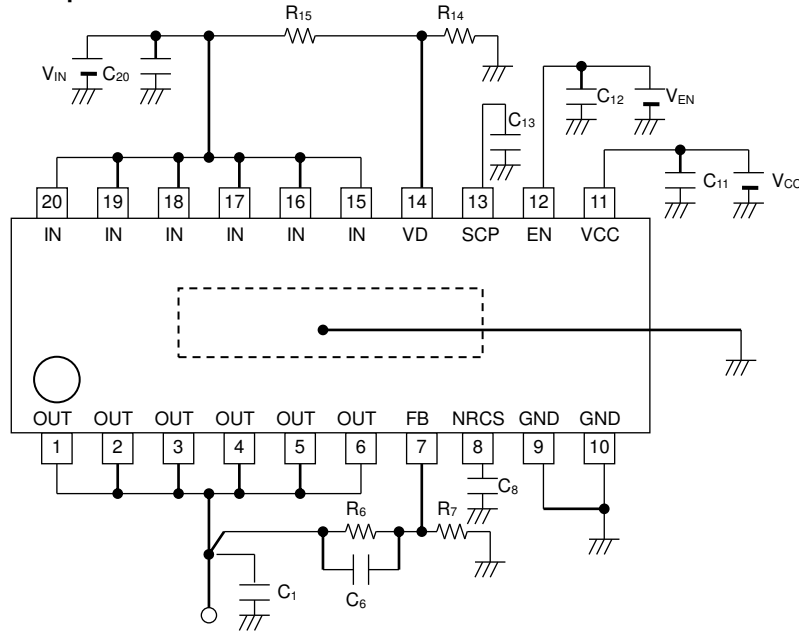 R15 R14
VIN C20
C13 C12 VEN
C11 VCC
20 19 18 17 16 15 14 13 12 11
IN IN IN IN IN IN VD SCP EN VCC
OUT OUT OUT OUT OUT OUT FB NRCS GND GND
1 2 3 4 5 6 7 8 9 10
C8
R6 R7
C1 C6